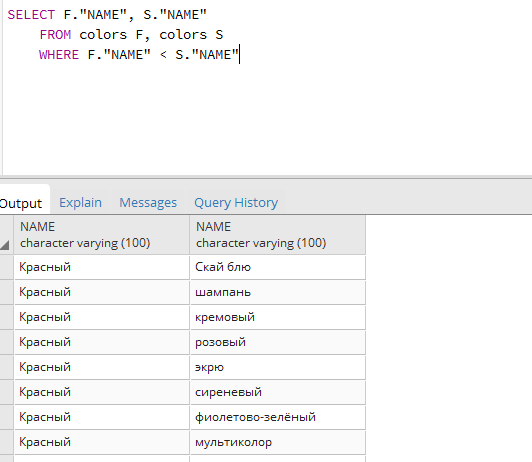 SELECT F."NAME", S."NAME"
FROM colors F, colors S
WHERE F."NAME" < S."NAME"
Output Explain Messages Query History
NAME NAME
character varying (100) character varying (100)
Красный Скай блю
Красный шампань
Красный кремовый
Красный розовый
Красный экрю
Красный сиреневый
Красный фиолетово-зелёный
Красный мультиколор